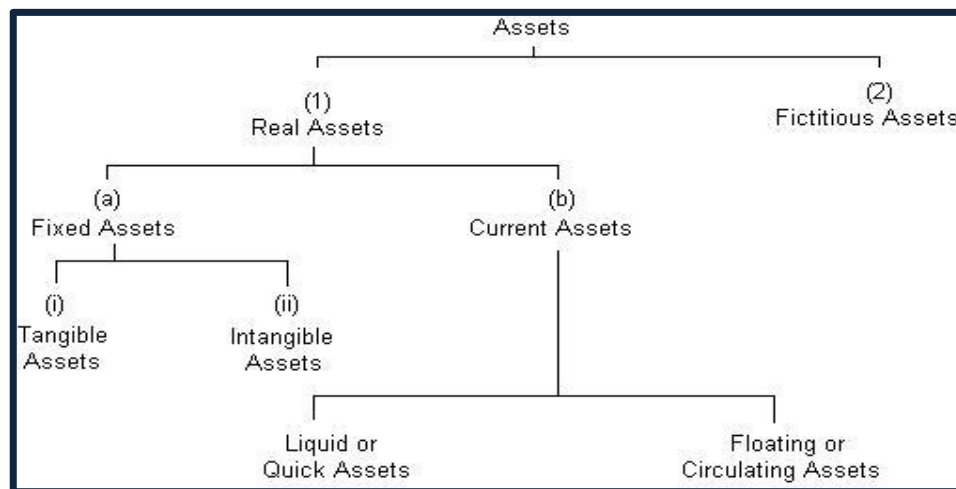 Assets
(1)
Real Assets
(2)
Fictitious Assets
(a)
Fixed Assets
(b)
Current Assets
(i)
Tangible
Assets
(ii)
Intangible
Assets
Liquid or
Quick Assets
Floating or
Circulating Assets